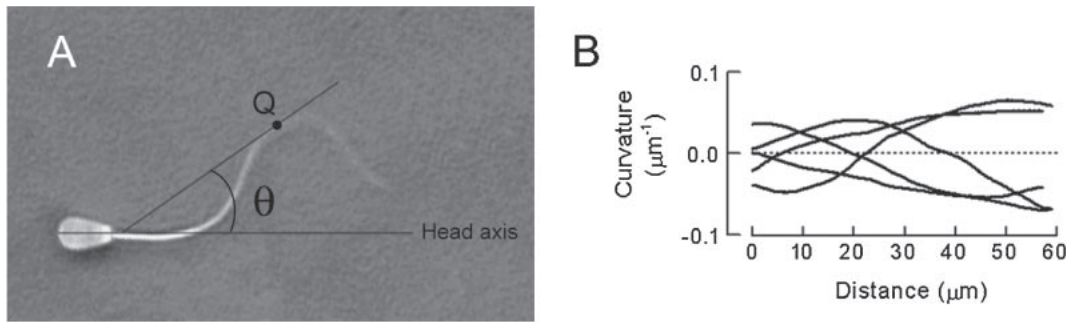 A
Q
θ
Head axis
B
Curvature
(μm⁻¹)
0.1
0.0
-0.1
0 10 20 30 40 50 60
Distance (μm)